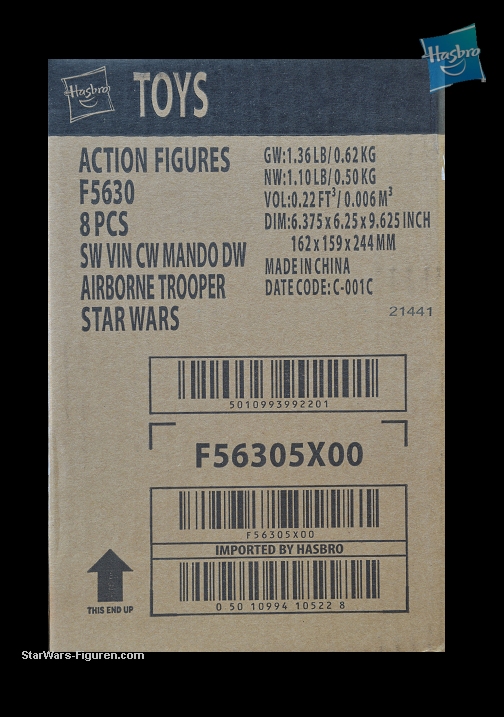 Hasbro
Hasbro TOYS
ACTION FIGURES
F5630
8 PCS
SW VIN CW MANDO DW
AIRBORNE TROOPER
STAR WARS
GW:1.36 LB/0.62 KG
NW:1.10 LB/0.50 KG
VOL:0.22 FT³/0.006 M³
DIM:6.375 x 6.25 x 9.625 INCH
162 x 159 x 244 MM
MADE IN CHINA
DATE CODE: C-001C
21441
5010993992201
F56305X00
F56305X00
IMPORTED BY HASBRO
0 50 10994 10522 8
THIS END UP
StarWars-Figuren.com